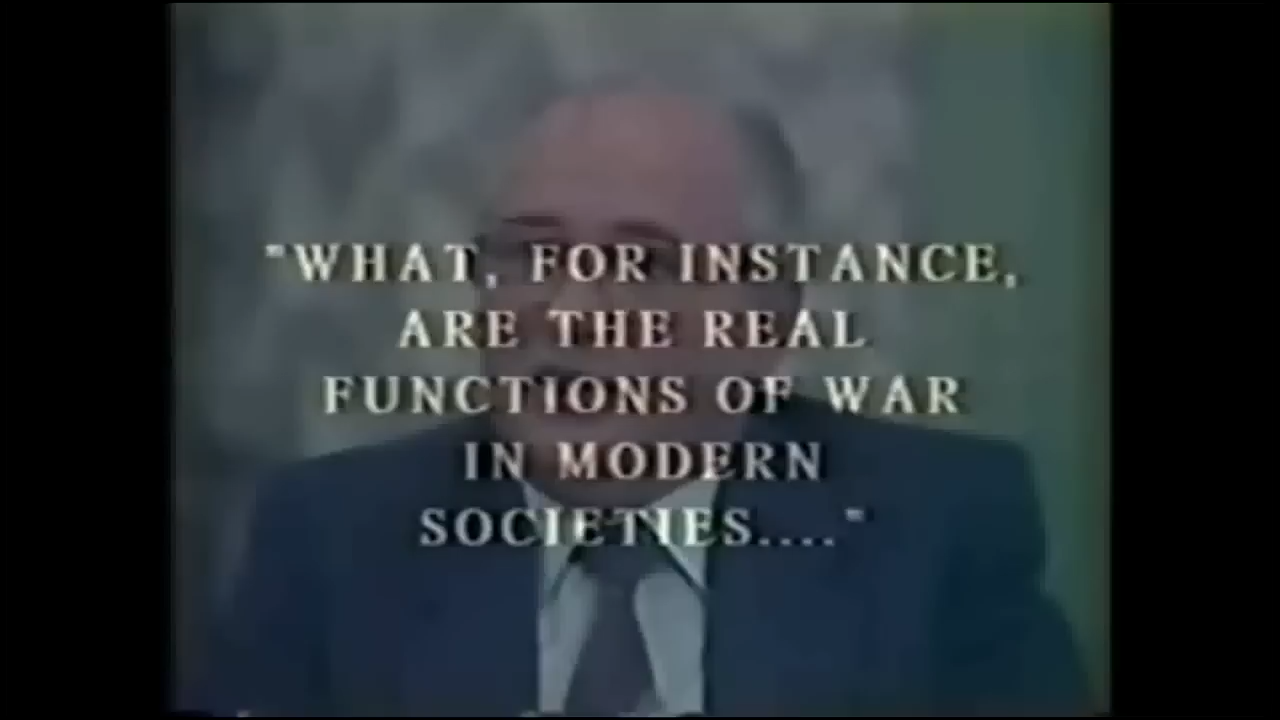 "WHAT, FOR INSTANCE,
ARE THE REAL
FUNCTIONS OF WAR
IN MODERN
SOCIETIES...."